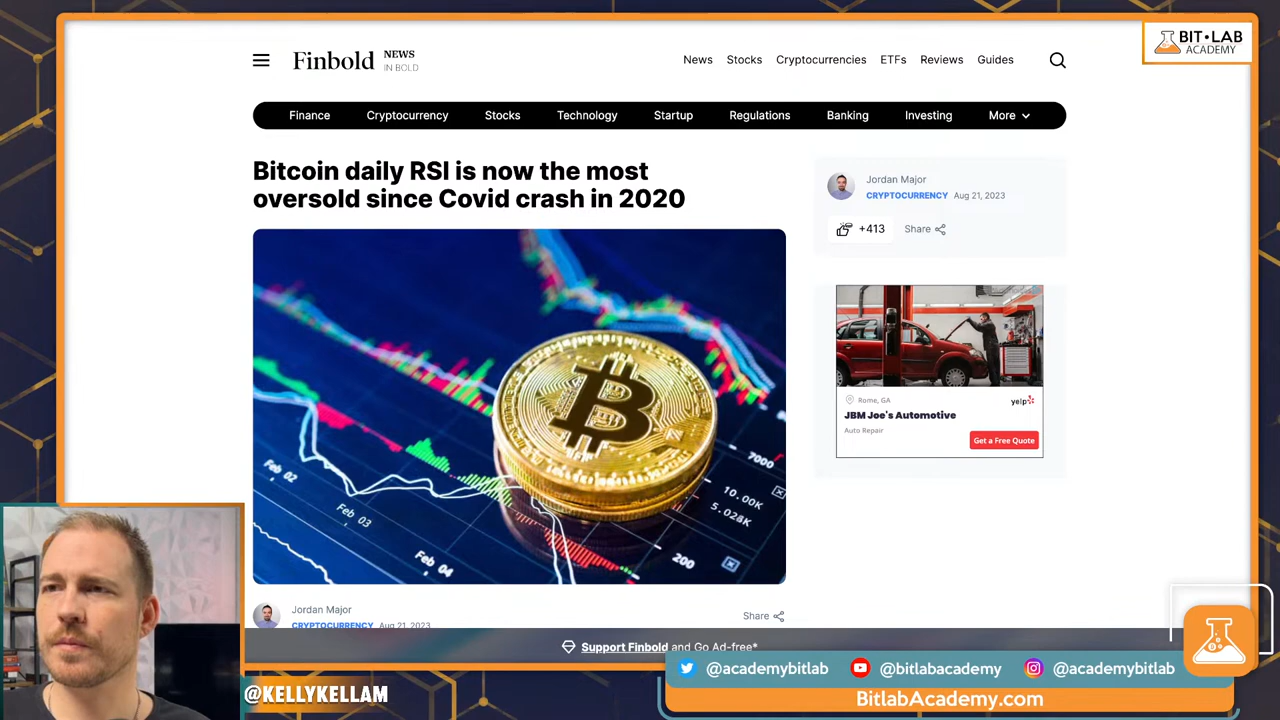 BIT•LAB
ACADEMY
Finbold NEWS
IN BOLD
News Stocks Cryptocurrencies ETFs Reviews Guides
Finance Cryptocurrency Stocks Technology Startup Regulations Banking Investing More
Bitcoin daily RSI is now the most
oversold since Covid crash in 2020
Jordan Major
CRYPTOCURRENCY Aug 21, 2023
+413 Share
Feb 02
Feb 03
Feb 04
7000
10.00K
5.028K
200
Rome, GA
yelp
JBM Joe's Automotive
Auto Repair
Get a Free Quote
Jordan Major
Share
CRYPTOCURRENCY Aug 21, 2023
Support Finbold and Go Ad-free*
@academybitlab @bitlabacademy @academybitlab
@KELLYKELLAM
BitlabAcademy.com